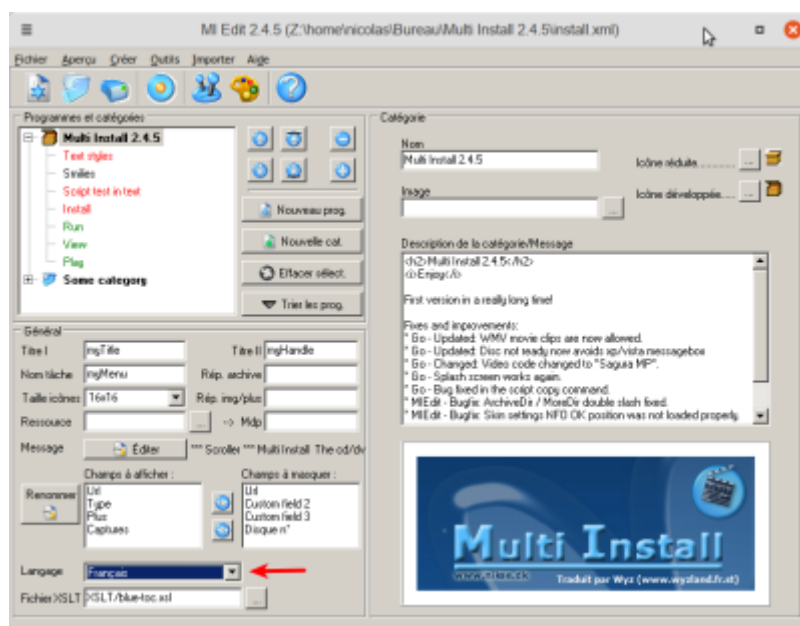 MI Edit 2.4.5 (Z:\home\nicolas\Bureau\Multi Install 2.4.5\install.xml)
Fichier Aperçu Créer Outils Importer Aide
Programmes et catégories
Multi Install 2.4.5
Text styles
Smilies
Script test in text
Install
Run
View
Play
Some category
Nouveau prog.
Nouvelle cat.
Effacer sélect.
Trier les prog.
Général
Titre I myTitle Titre II myHandle
Nom tâche myMenu Rép. archive
Taille icônes 16x16 Rép. img/plus
Ressource ... -> Mdp
Message Éditer *** Scroller *** Multi Install The cd/dv
Champs à afficher : Champs à masquer :
Renommer
Url
Type
Plus
Captures
Url
Custom field 2
Custom field 3
Disque n°
Langage Français
Fichier XSLT XSLT/blue-toc.xsl ...
Catégorie
Nom
Multi Install 2.4.5
Icône réduite............ ...
Image
Icône développée..... ...
...
Description de la catégorie/Message
<h2>Multi Install 2.4.5</h2>
<i>Enjoy</i>
First version in a really long time!
Fixes and improvements:
* Go - Updated: WMV movie clips are now allowed.
* Go - Updated: Disc not ready now avoids xp/vista messagebox
* Go - Changed: Video code changed to "Sagura MP".
* Go - Splash screen works again.
* Go - Bug fixed in the script copy command.
* MIEdit - Bugfix: ArchiveDir / MoreDir double slash fixed.
* MIEdit - Bugfix: Skin settings NFO OK position was not loaded properly.
Multi Install
Traduit par Wyz (www.wyzland.fr.st)